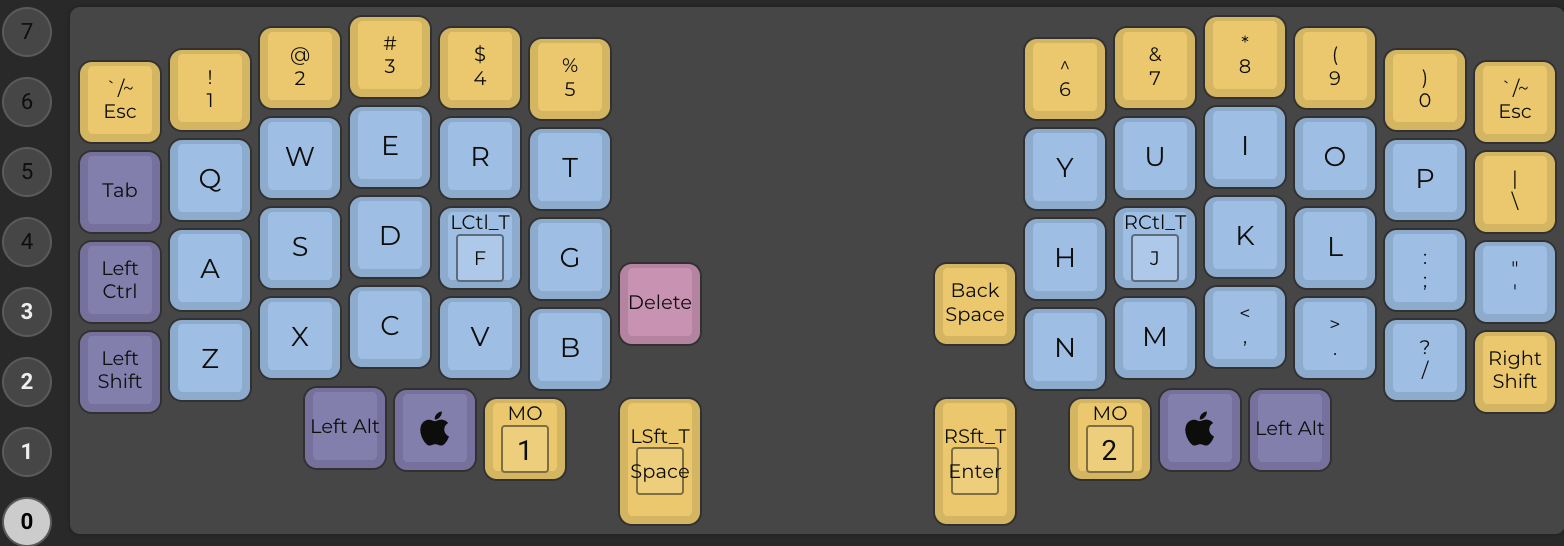 7
6
5
4
3
2
1
0
`/~
Esc
!
1
@
2
#
3
$
4
%
5
^
6
&
7
*
8
(
9
)
0
`/~
Esc
Tab
Q
W
E
R
T
Y
U
I
O
P
|
\
Left
Ctrl
A
S
D
LCtl_T
F
G
Delete
Back
Space
H
RCtl_T
J
K
L
:
;
"
'
Left
Shift
Z
X
C
V
B
N
M
<
,
>
.
?
/
Right
Shift
Left Alt
MO
1
LSft_T
Space
RSft_T
Enter
MO
2
Left Alt